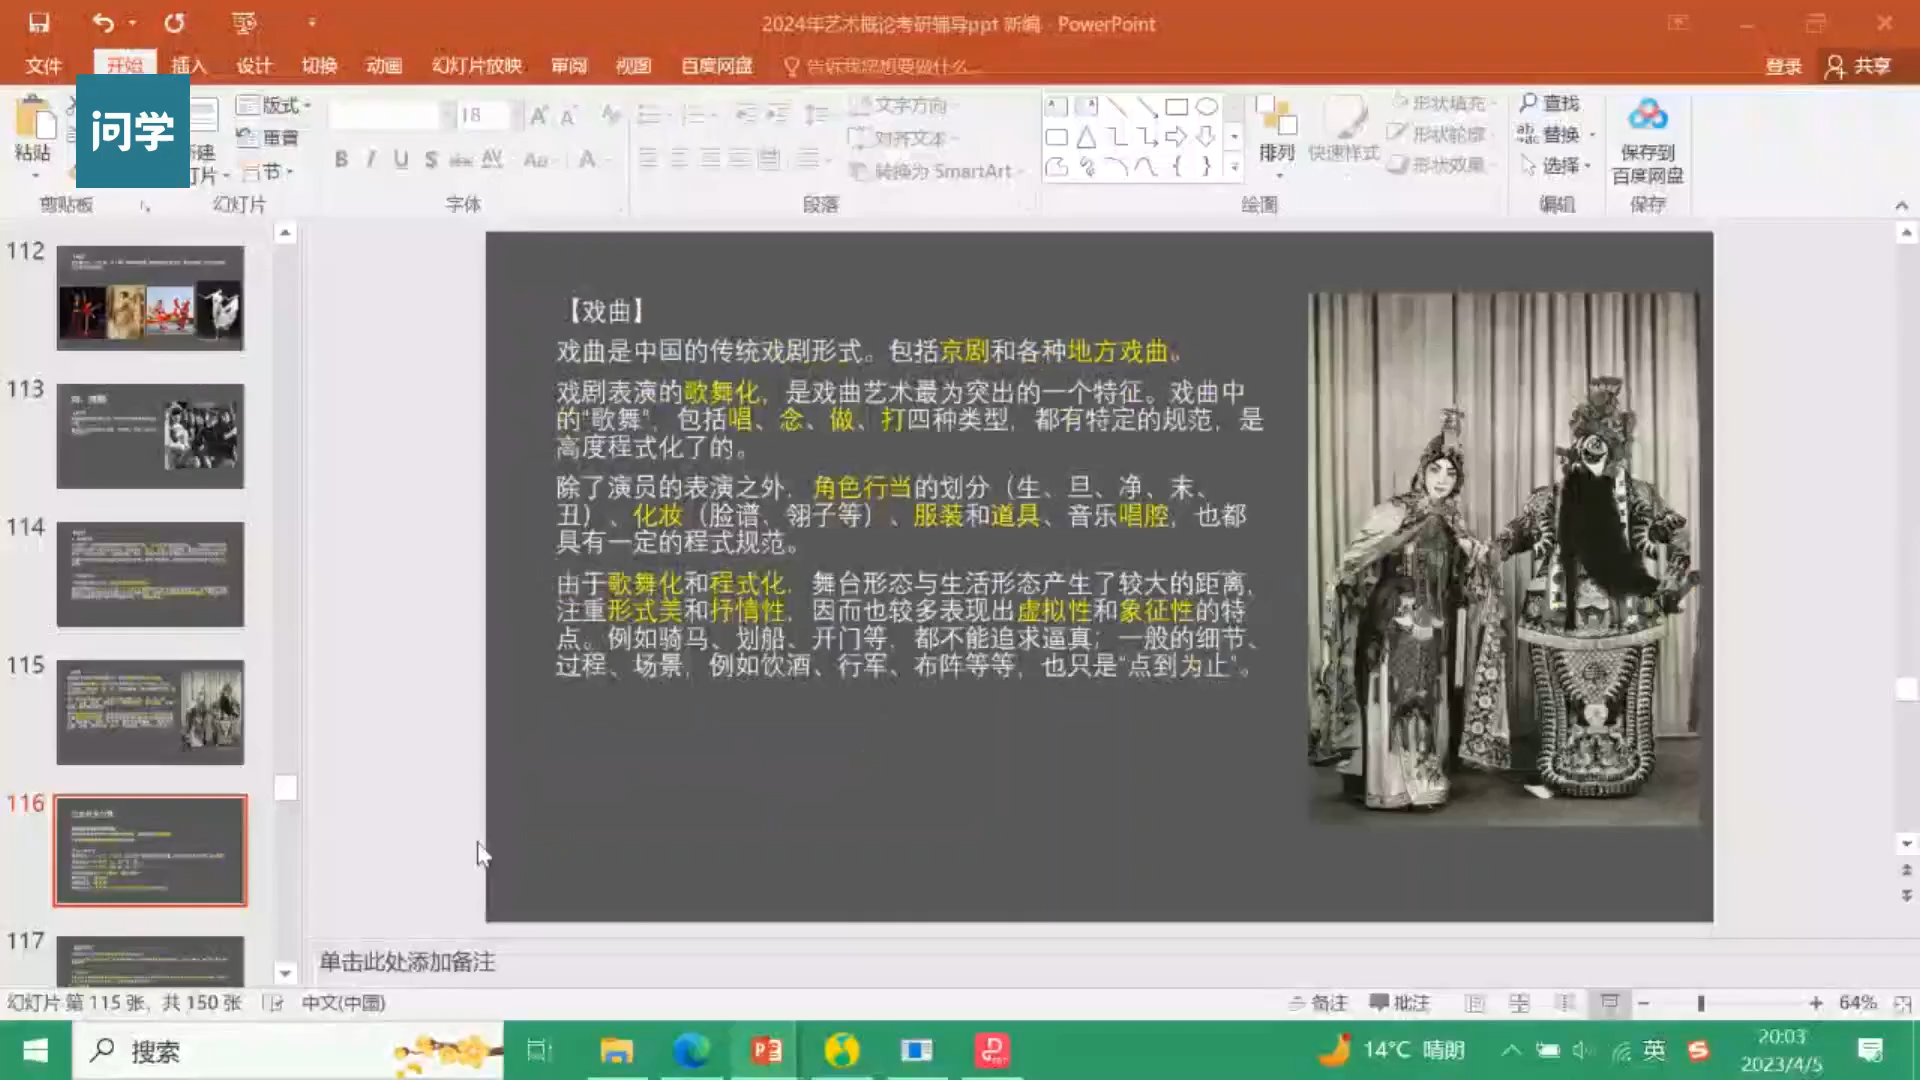 2024年艺术概论考研辅导ppt 新编 - PowerPoint
文件 开始 插入 设计 切换 动画 幻灯片放映 审阅 视图 百度网盘 告诉我您想要做什么...
登录 共享
问学
粘贴
版式
重置
节
18
文字方向
对齐文本
转换为 SmartArt
排列
快速样式
形状填充
形状轮廓
形状效果
查找
替换
选择
保存到
百度网盘
剪贴板 幻灯片 字体 段落 绘图 编辑 保存
112
113
114
115
116
117
【戏曲】
戏曲是中国的传统戏剧形式。包括京剧和各种地方戏曲。
戏剧表演的歌舞化，是戏曲艺术最为突出的一个特征。戏曲中
的“歌舞”，包括唱、念、做、打四种类型，都有特定的规范，是
高度程式化了的。
除了演员的表演之外，角色行当的划分（生、旦、净、末、
丑）、化妆（脸谱、翎子等）、服装和道具、音乐唱腔，也都
具有一定的程式规范。
由于歌舞化和程式化，舞台形态与生活形态产生了较大的距离，
注重形式美和抒情性，因而也较多表现出虚拟性和象征性的特
点。例如骑马、划船、开门等，都不能追求逼真；一般的细节、
过程、场景，例如饮酒、行军、布阵等等，也只是“点到为止”。
单击此处添加备注
幻灯片 第 115 张，共 150 张 中文(中国)
备注 批注 64%
搜索
14°C 晴朗
英
20:03
2023/4/5